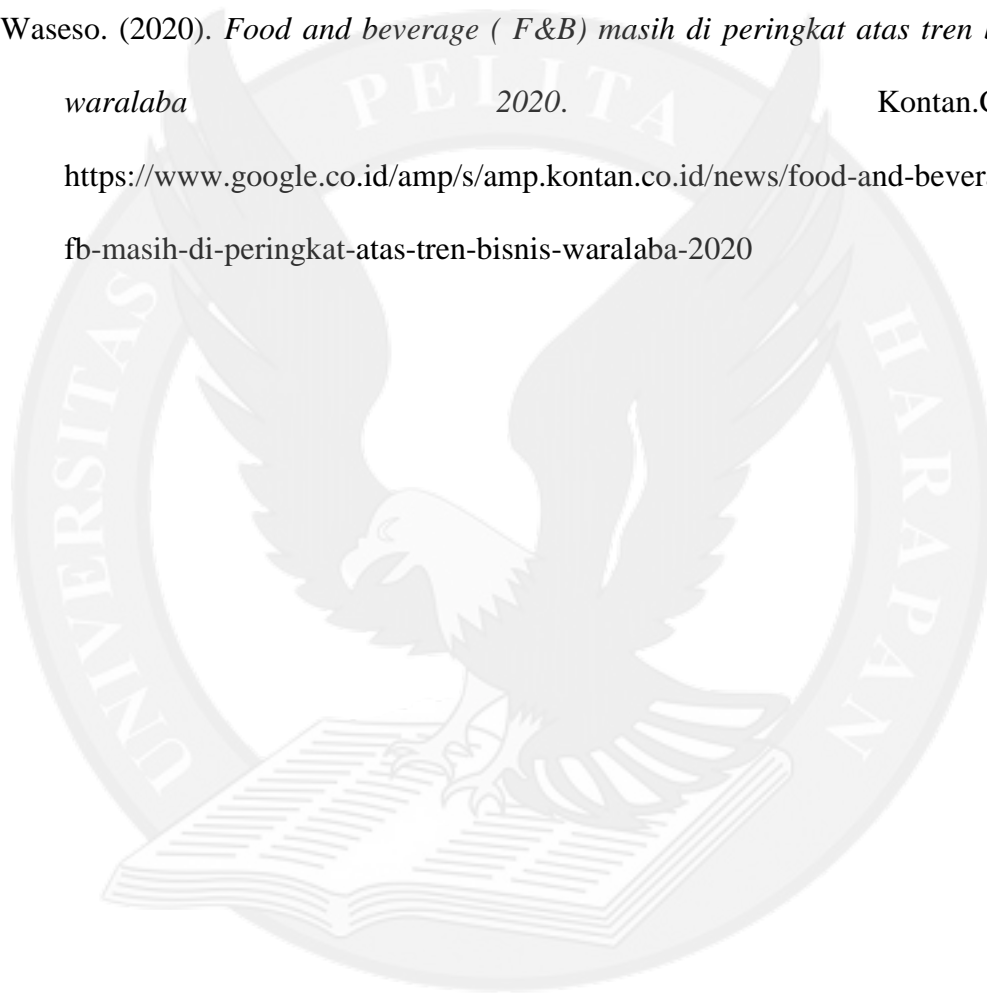 Waseso. (2020). Food and beverage ( F&B) masih di peringkat atas tren
waralaba 2020. Kontan.
https://www.google.co.id/amp/s/amp.kontan.co.id/news/food-and-bever
fb-masih-di-peringkat-atas-tren-bisnis-waralaba-2020
UNIVERSITAS PELITA HARAPAN